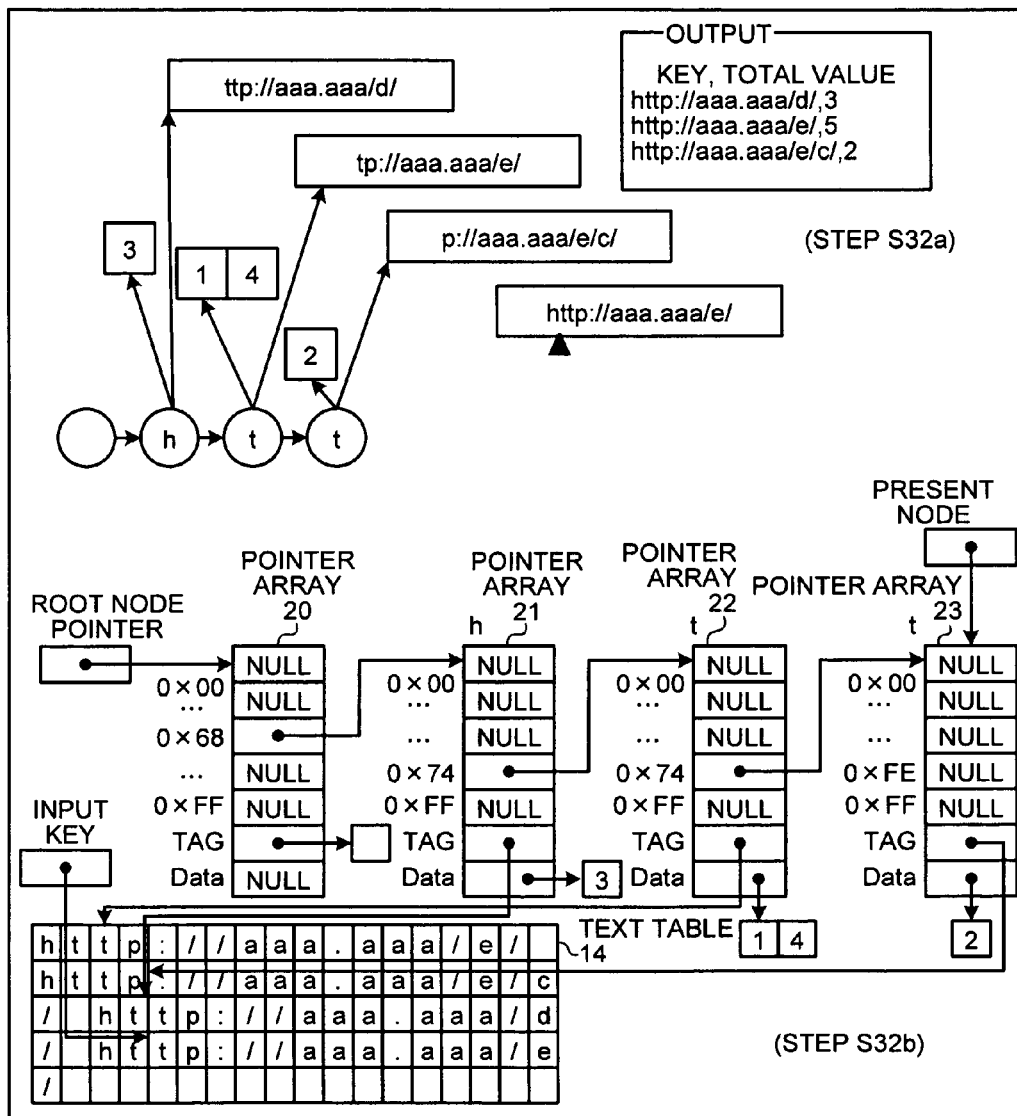 OUTPUT
KEY, TOTAL VALUE
http://aaa.aaa/d/,3
http://aaa.aaa/e/,5
http://aaa.aaa/e/c/,2
ttp://aaa.aaa/d/
tp://aaa.aaa/e/
p://aaa.aaa/e/c/
(STEP S32a)
3
1 4
http://aaa.aaa/e/
2
h t t
PRESENT NODE
POINTER ARRAY 20
POINTER ARRAY 21
POINTER ARRAY 22
POINTER ARRAY 23
ROOT NODE POINTER
h t t
NULL NULL NULL NULL
0×00 0×00 0×00 0×00
... NULL ... NULL ... NULL ... NULL
0×68 ... NULL ... NULL ... NULL
... NULL 0×74 0×74 0×FE NULL
0×FF NULL 0×FF NULL 0×FF NULL 0×FF NULL
INPUT KEY
TAG TAG TAG TAG
Data NULL Data 3 Data Data
TEXT TABLE 14
1 4
2
h t t p : / / a a a . a a a / e /
h t t p : / / a a a . a a a / e / c
/ h t t p : / / a a a . a a a / d
/ h t t p : / / a a a . a a a / e
/
(STEP S32b)